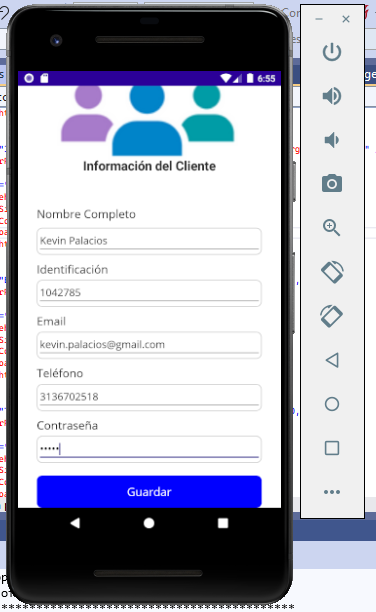 6:55
Información del Cliente
Nombre Completo
Kevin Palacios
Identificación
1042785
Email
kevin.palacios@gmail.com
Teléfono
3136702518
Contraseña
•••••
Guardar